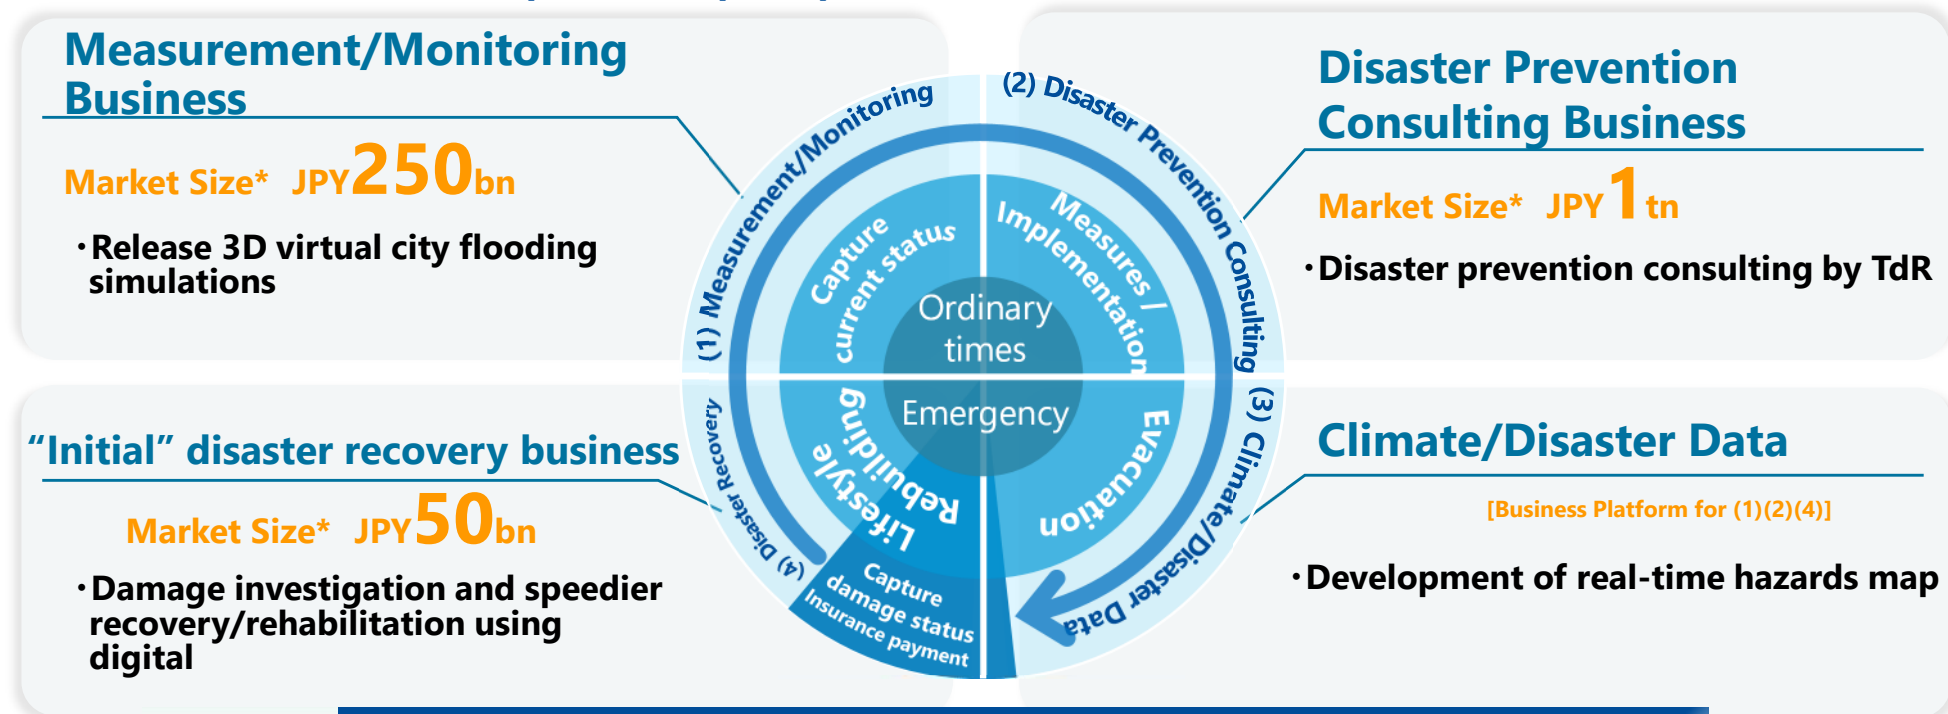 Measurement/Monitoring
Business
Market Size* JPY250bn
・Release 3D virtual city flooding
simulations
Disaster Prevention
Consulting Business
Market Size* JPY 1 tn
・Disaster prevention consulting by TdR
(1) Measurement/Monitoring
(2) Disaster Prevention Consulting
(3) Climate/Disaster Data
(4) Disaster Recovery
Capture
current status
Measures /
Implementation
Ordinary
times
Emergency
Evacuation
Lifestyle
Rebuilding
Capture
damage status
Insurance payment
“Initial” disaster recovery business
Market Size* JPY50bn
・Damage investigation and speedier
recovery/rehabilitation using
digital
Climate/Disaster Data
[Business Platform for (1)(2)(4)]
・Development of real-time hazards map